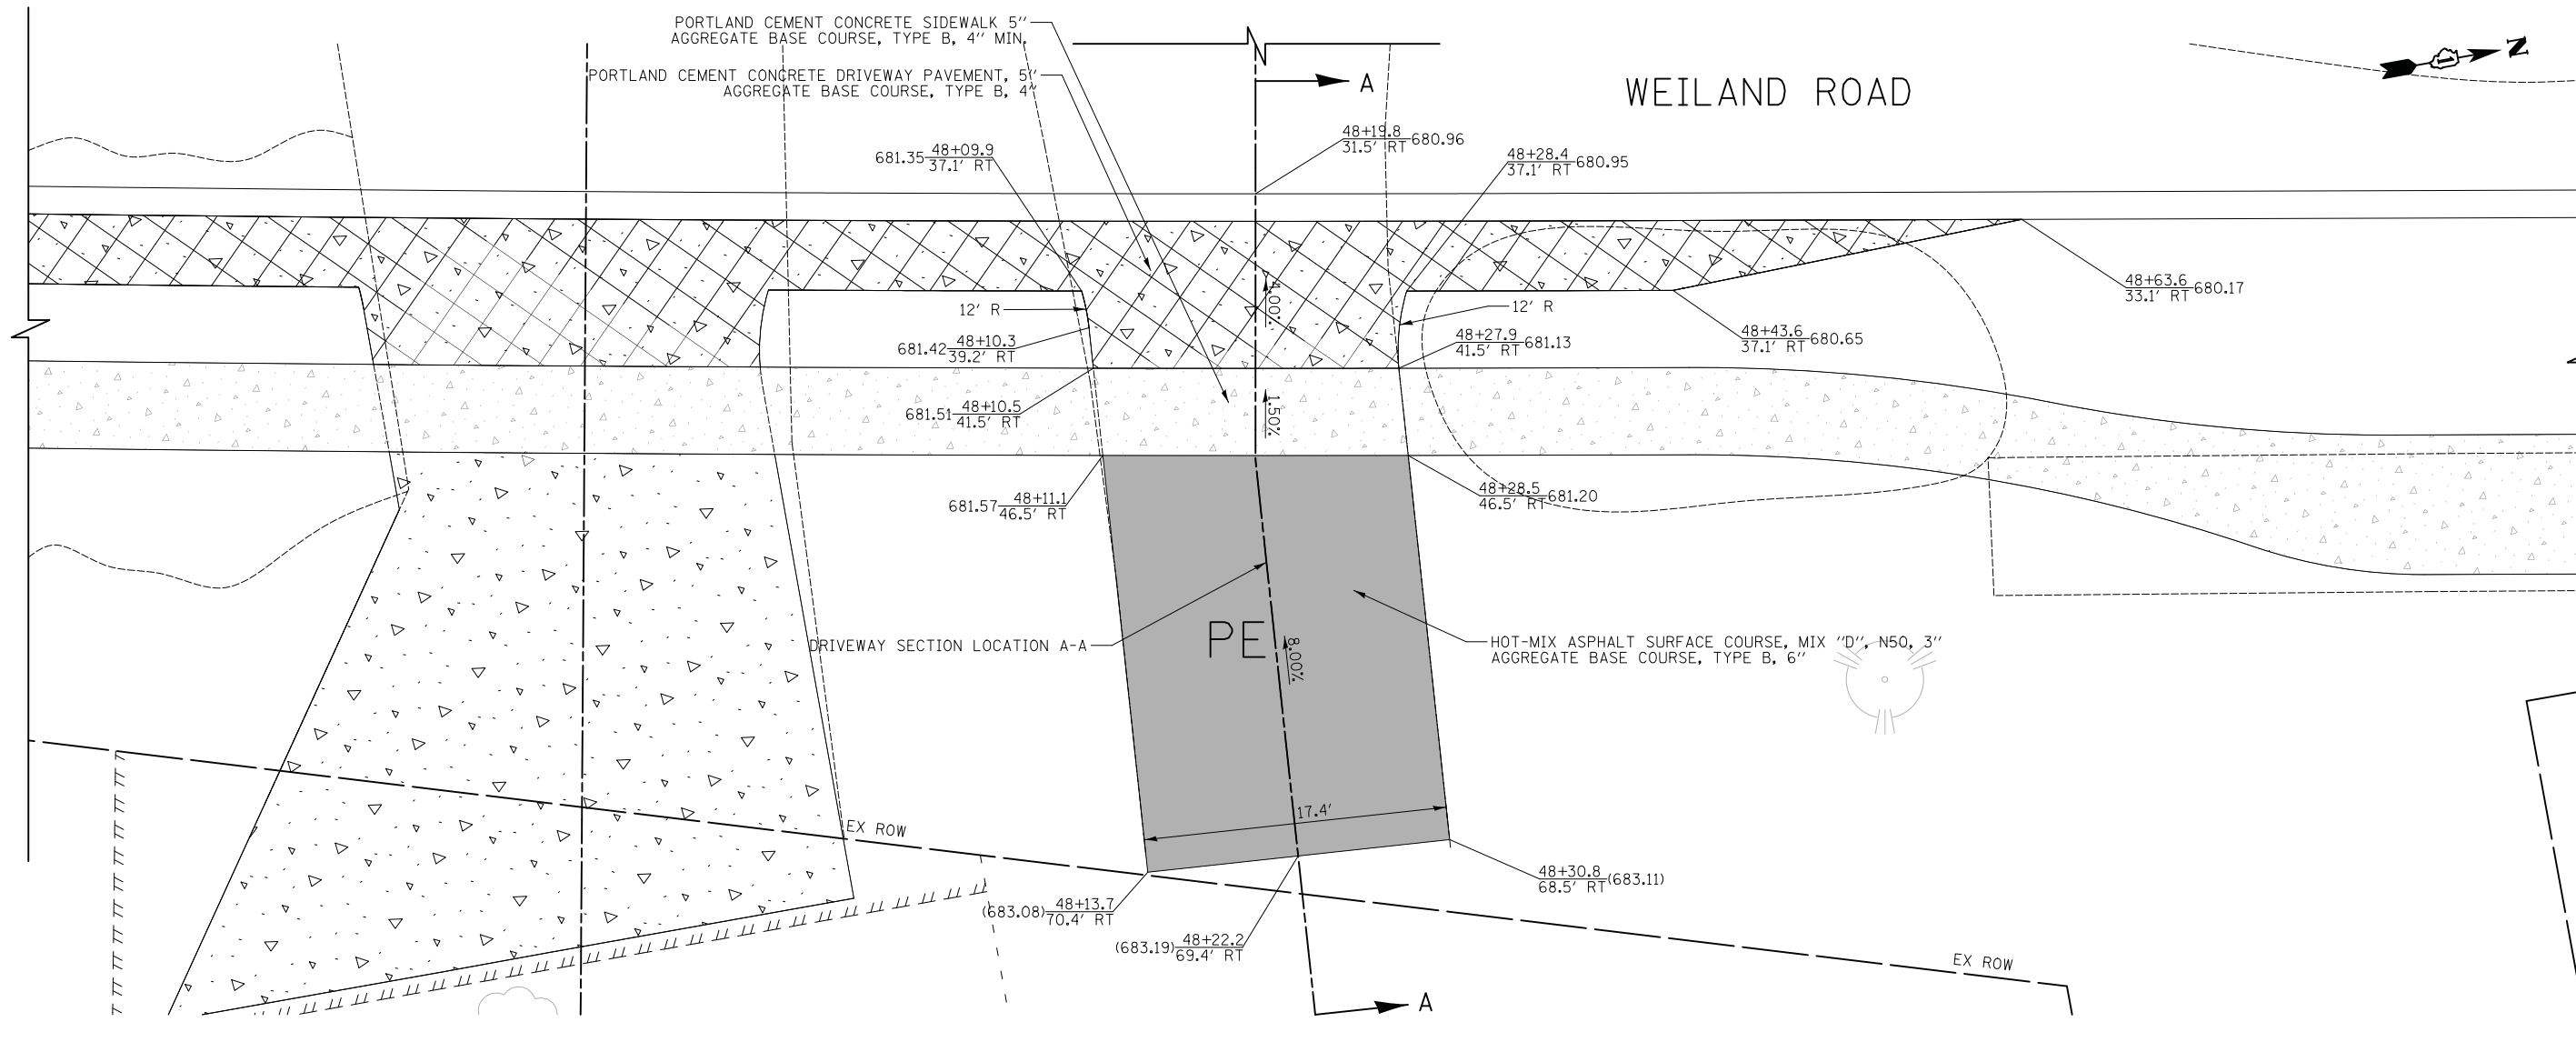 PORTLAND CEMENT CONCRETE SIDEWALK 5"
AGGREGATE BASE COURSE, TYPE B, 4" MIN.
PORTLAND CEMENT CONCRETE DRIVEWAY PAVEMENT, 5"
AGGREGATE BASE COURSE, TYPE B, 4"
A
WEILAND ROAD
N
1
48+19.8
31.5' RT
680.96
681.35
48+09.9
37.1' RT
48+28.4
37.1' RT
680.95
48+63.6
33.1' RT
680.17
12' R
12' R
4.00%
681.42
48+10.3
39.2' RT
48+27.9
41.5' RT
681.13
48+43.6
37.1' RT
680.65
681.51
48+10.5
41.5' RT
1.50%
681.57
48+11.1
46.5' RT
48+28.5
46.5' RT
681.20
DRIVEWAY SECTION LOCATION A-A
PE
8.00%
HOT-MIX ASPHALT SURFACE COURSE, MIX "D", N50, 3"
AGGREGATE BASE COURSE, TYPE B, 6"
17.4'
EX ROW
48+30.8
68.5' RT
(683.11)
(683.08)
48+13.7
70.4' RT
(683.19)
48+22.2
69.4' RT
EX ROW
A